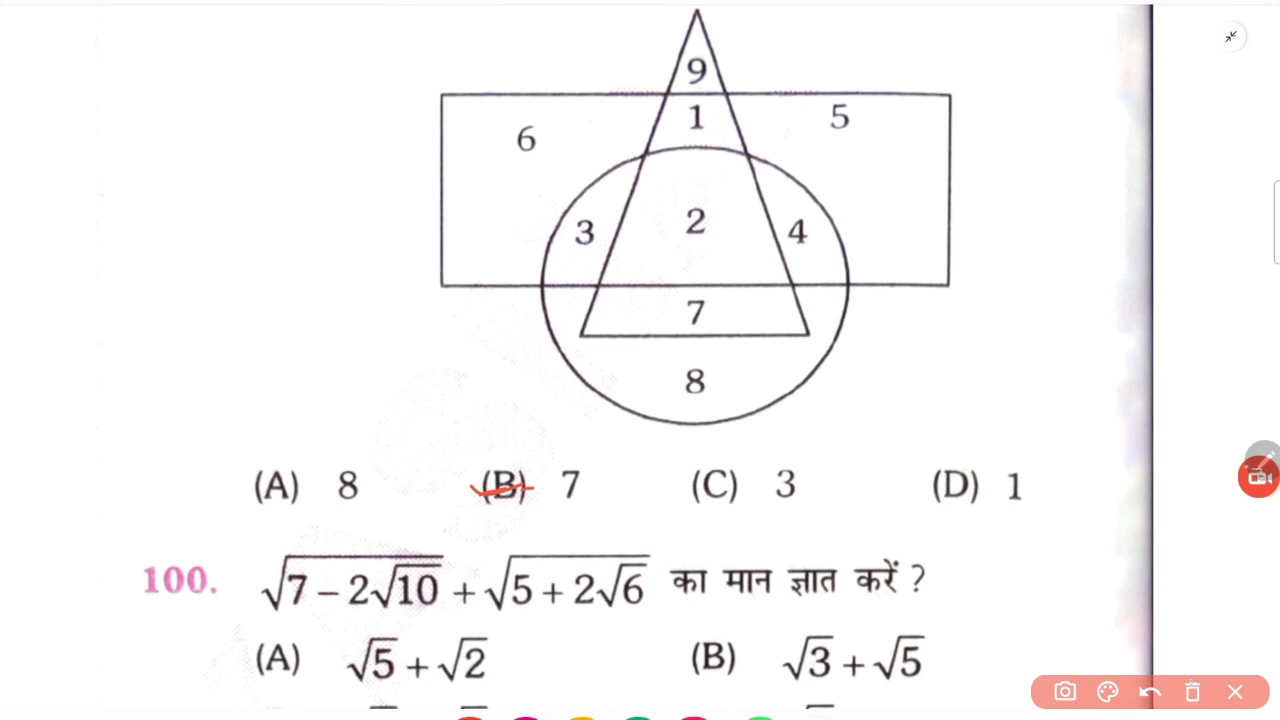 9
6 1 5
3 2 4
7
8
(A) 8 (B) 7 (C) 3 (D) 1
100. √7 − 2√10 + √5 + 2√6 का मान ज्ञात करें ?
(A) √5 + √2 (B) √3 + √5